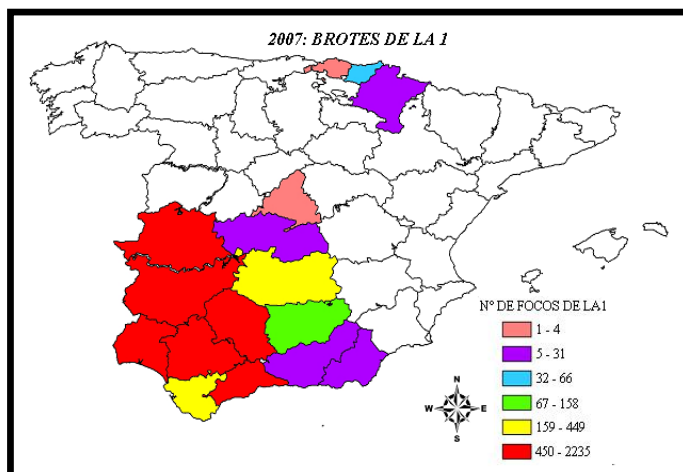 2007: BROTES DE LA 1
Nº DE FOCOS DE LA1
1 - 4
5 - 31
32 - 66
67 - 158
159 - 449
450 - 2235
N
W E
S